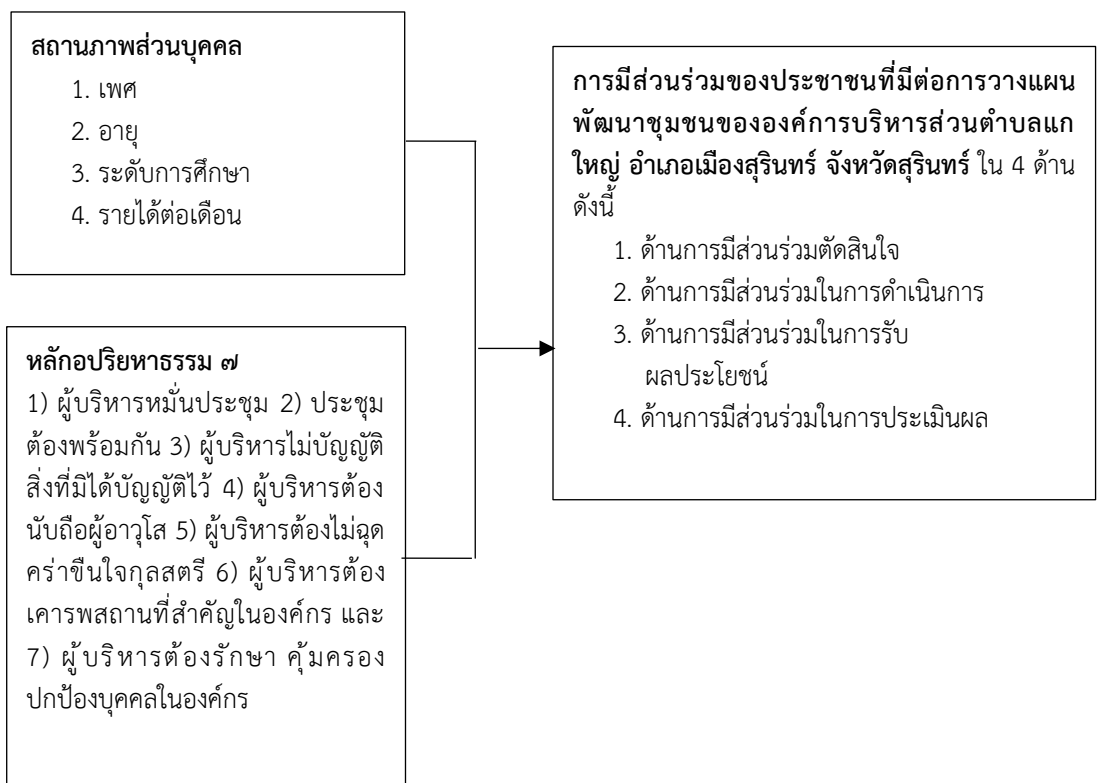 สถานภาพส่วนบุคคล
1. เพศ
2. อายุ
3. ระดับการศึกษา
4. รายได้ต่อเดือน
หลักอปริยหาธรรม ๗
1) ผู้บริหารหมั่นประชุม 2) ประชุม
ต้องพร้อมกัน 3) ผู้บริหารไม่บัญญัติ
สิ่งที่มิได้บัญญัติไว้ 4) ผู้บริหารต้อง
นับถือผู้อาวุโส 5) ผู้บริหารต้องไม่ฉุด
คร่าขืนใจกุลสตรี 6) ผู้บริหารต้อง
เคารพสถานที่สำคัญในองค์กร และ
7) ผู้บริหารต้องรักษา คุ้มครอง
ปกป้องบุคคลในองค์กร
การมีส่วนร่วมของประชาชนที่มีต่อการวางแผน
พัฒนาชุมชนขององค์การบริหารส่วนตำบลแก
ใหญ่ อำเภอเมืองสุรินทร์ จังหวัดสุรินทร์ ใน 4 ด้าน
ดังนี้
1. ด้านการมีส่วนร่วมตัดสินใจ
2. ด้านการมีส่วนร่วมในการดำเนินการ
3. ด้านการมีส่วนร่วมในการรับ
ผลประโยชน์
4. ด้านการมีส่วนร่วมในการประเมินผล